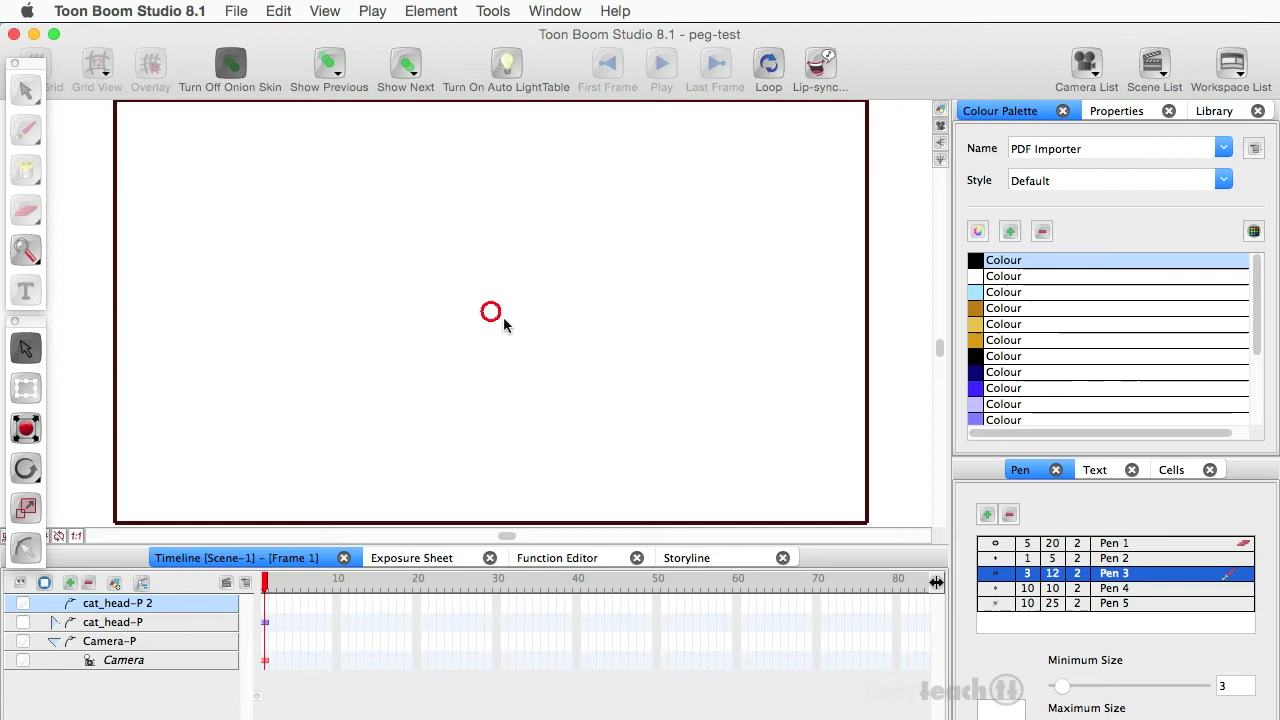 Toon Boom Studio 8.1 File Edit View Play Element Tools Window Help
Toon Boom Studio 8.1 - peg-test
Grid View Overlay Turn Off Onion Skin Show Previous Show Next Turn On Auto LightTable First Frame Play Last Frame Loop Lip-sync... Camera List Scene List Workspace List
Colour Palette Properties Library
Name PDF Importer
Style Default
Colour
Colour
Colour
Colour
Colour
Colour
Colour
Colour
Colour
Colour
Colour
T
Pen Text Cells
5 20 2 Pen 1
1 5 2 Pen 2
3 12 2 Pen 3
10 10 2 Pen 4
10 25 2 Pen 5
1:1
Timeline [Scene-1] - [Frame 1] Exposure Sheet Function Editor Storyline
10 20 30 40 50 60 70 80
cat_head-P 2
cat_head-P
Camera-P
Camera
Minimum Size
3
Maximum Size
teach